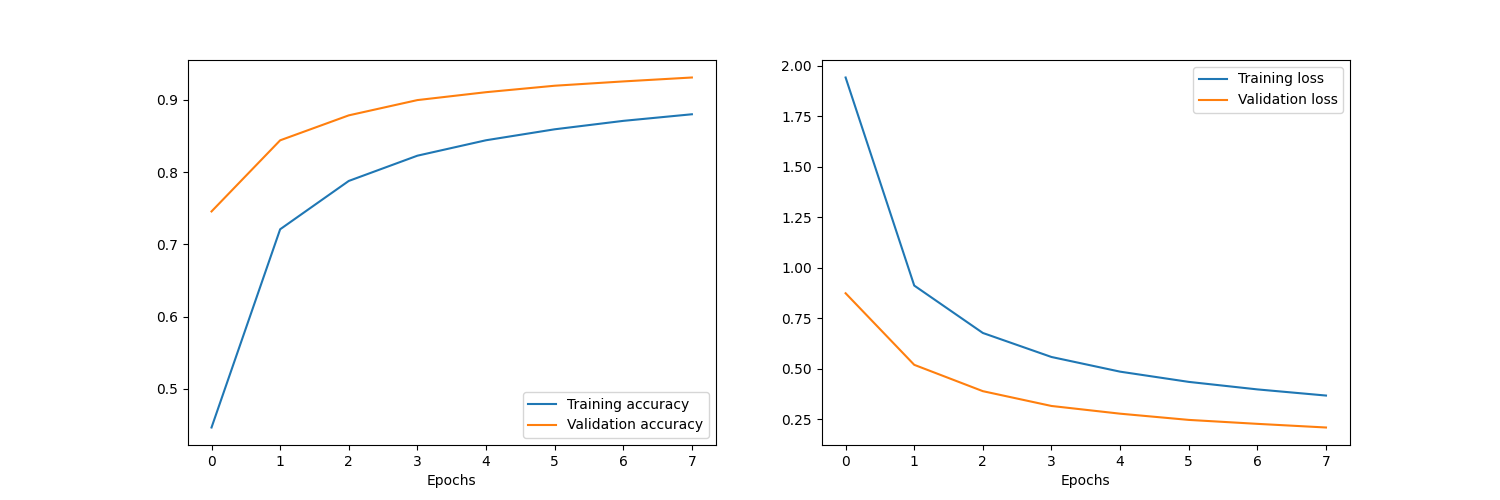 0.9
0.8
0.7
0.6
0.5
0 1 2 3 4 5 6 7
Epochs
Training accuracy
Validation accuracy
2.00
1.75
1.50
1.25
1.00
0.75
0.50
0.25
0 1 2 3 4 5 6 7
Epochs
Training loss
Validation loss